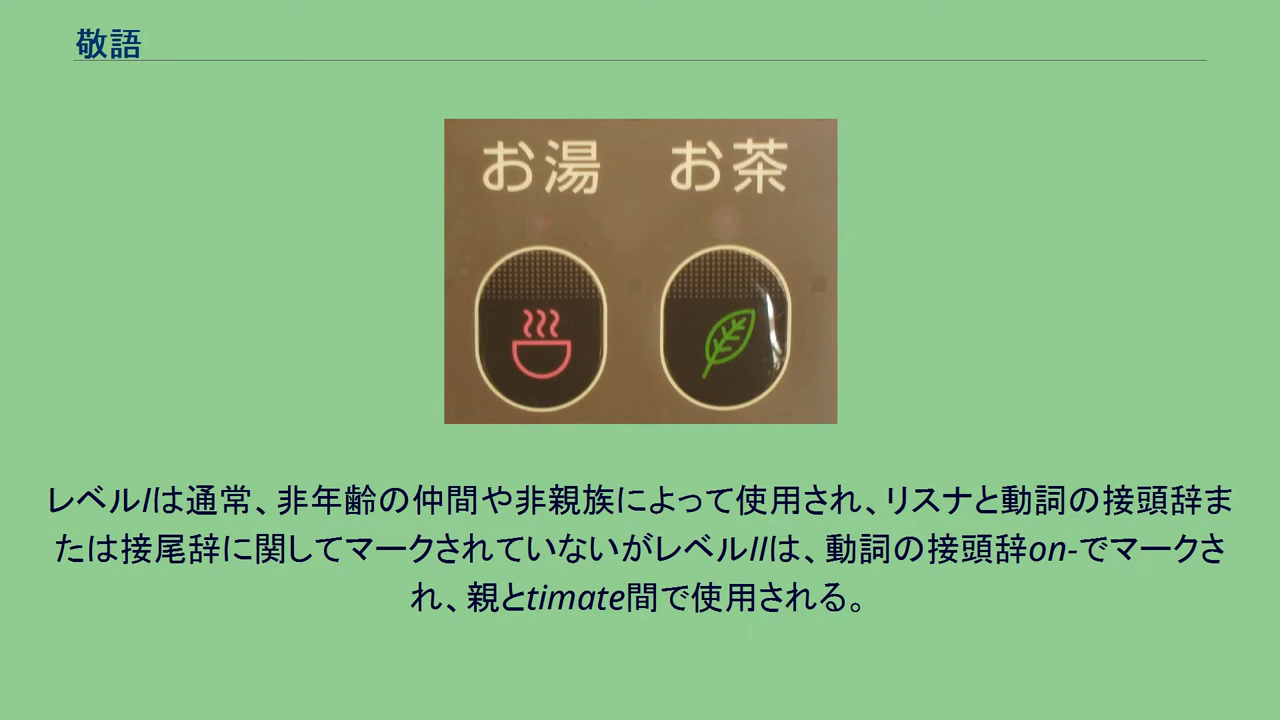 敬語
お湯 お茶
レベルIは通常、非年齢の仲間や非親族によって使用され、リスナと動詞の接頭辞ま
たは接尾辞に関してマークされていないがレベルIIは、動詞の接頭辞on-でマークさ
れ、親とtimate間で使用される。